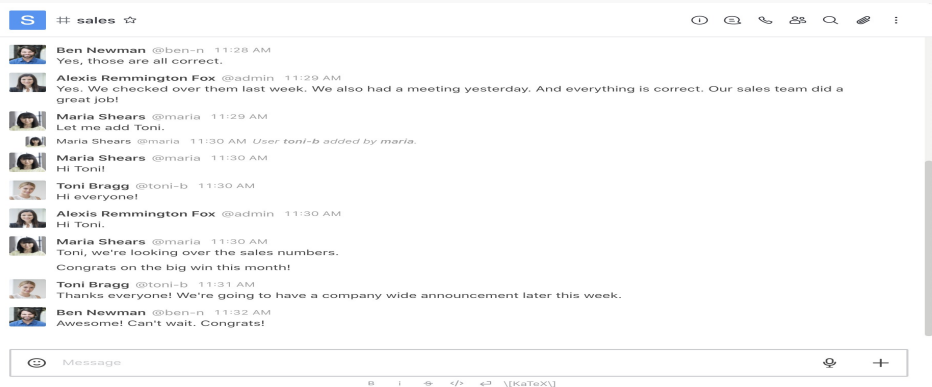 S # sales
Ben Newman @ben-n 11:28 AM
Yes, those are all correct.
Alexis Remmington Fox @admin 11:29 AM
Yes. We checked over them last week. We also had a meeting yesterday. And everything is correct. Our sales team did a
great job!
Maria Shears @maria 11:29 AM
Let me add Toni.
Maria Shears @maria 11:30 AM User toni-b added by maria.
Maria Shears @maria 11:30 AM
Hi Toni!
Toni Bragg @toni-b 11:30 AM
Hi everyone!
Alexis Remmington Fox @admin 11:30 AM
Hi Toni.
Maria Shears @maria 11:30 AM
Toni, we're looking over the sales numbers.
Congrats on the big win this month!
Toni Bragg @toni-b 11:31 AM
Thanks everyone! We're going to have a company wide announcement later this week.
Ben Newman @ben-n 11:32 AM
Awesome! Can't wait. Congrats!
Message
B I S </> \[KaTeX\]